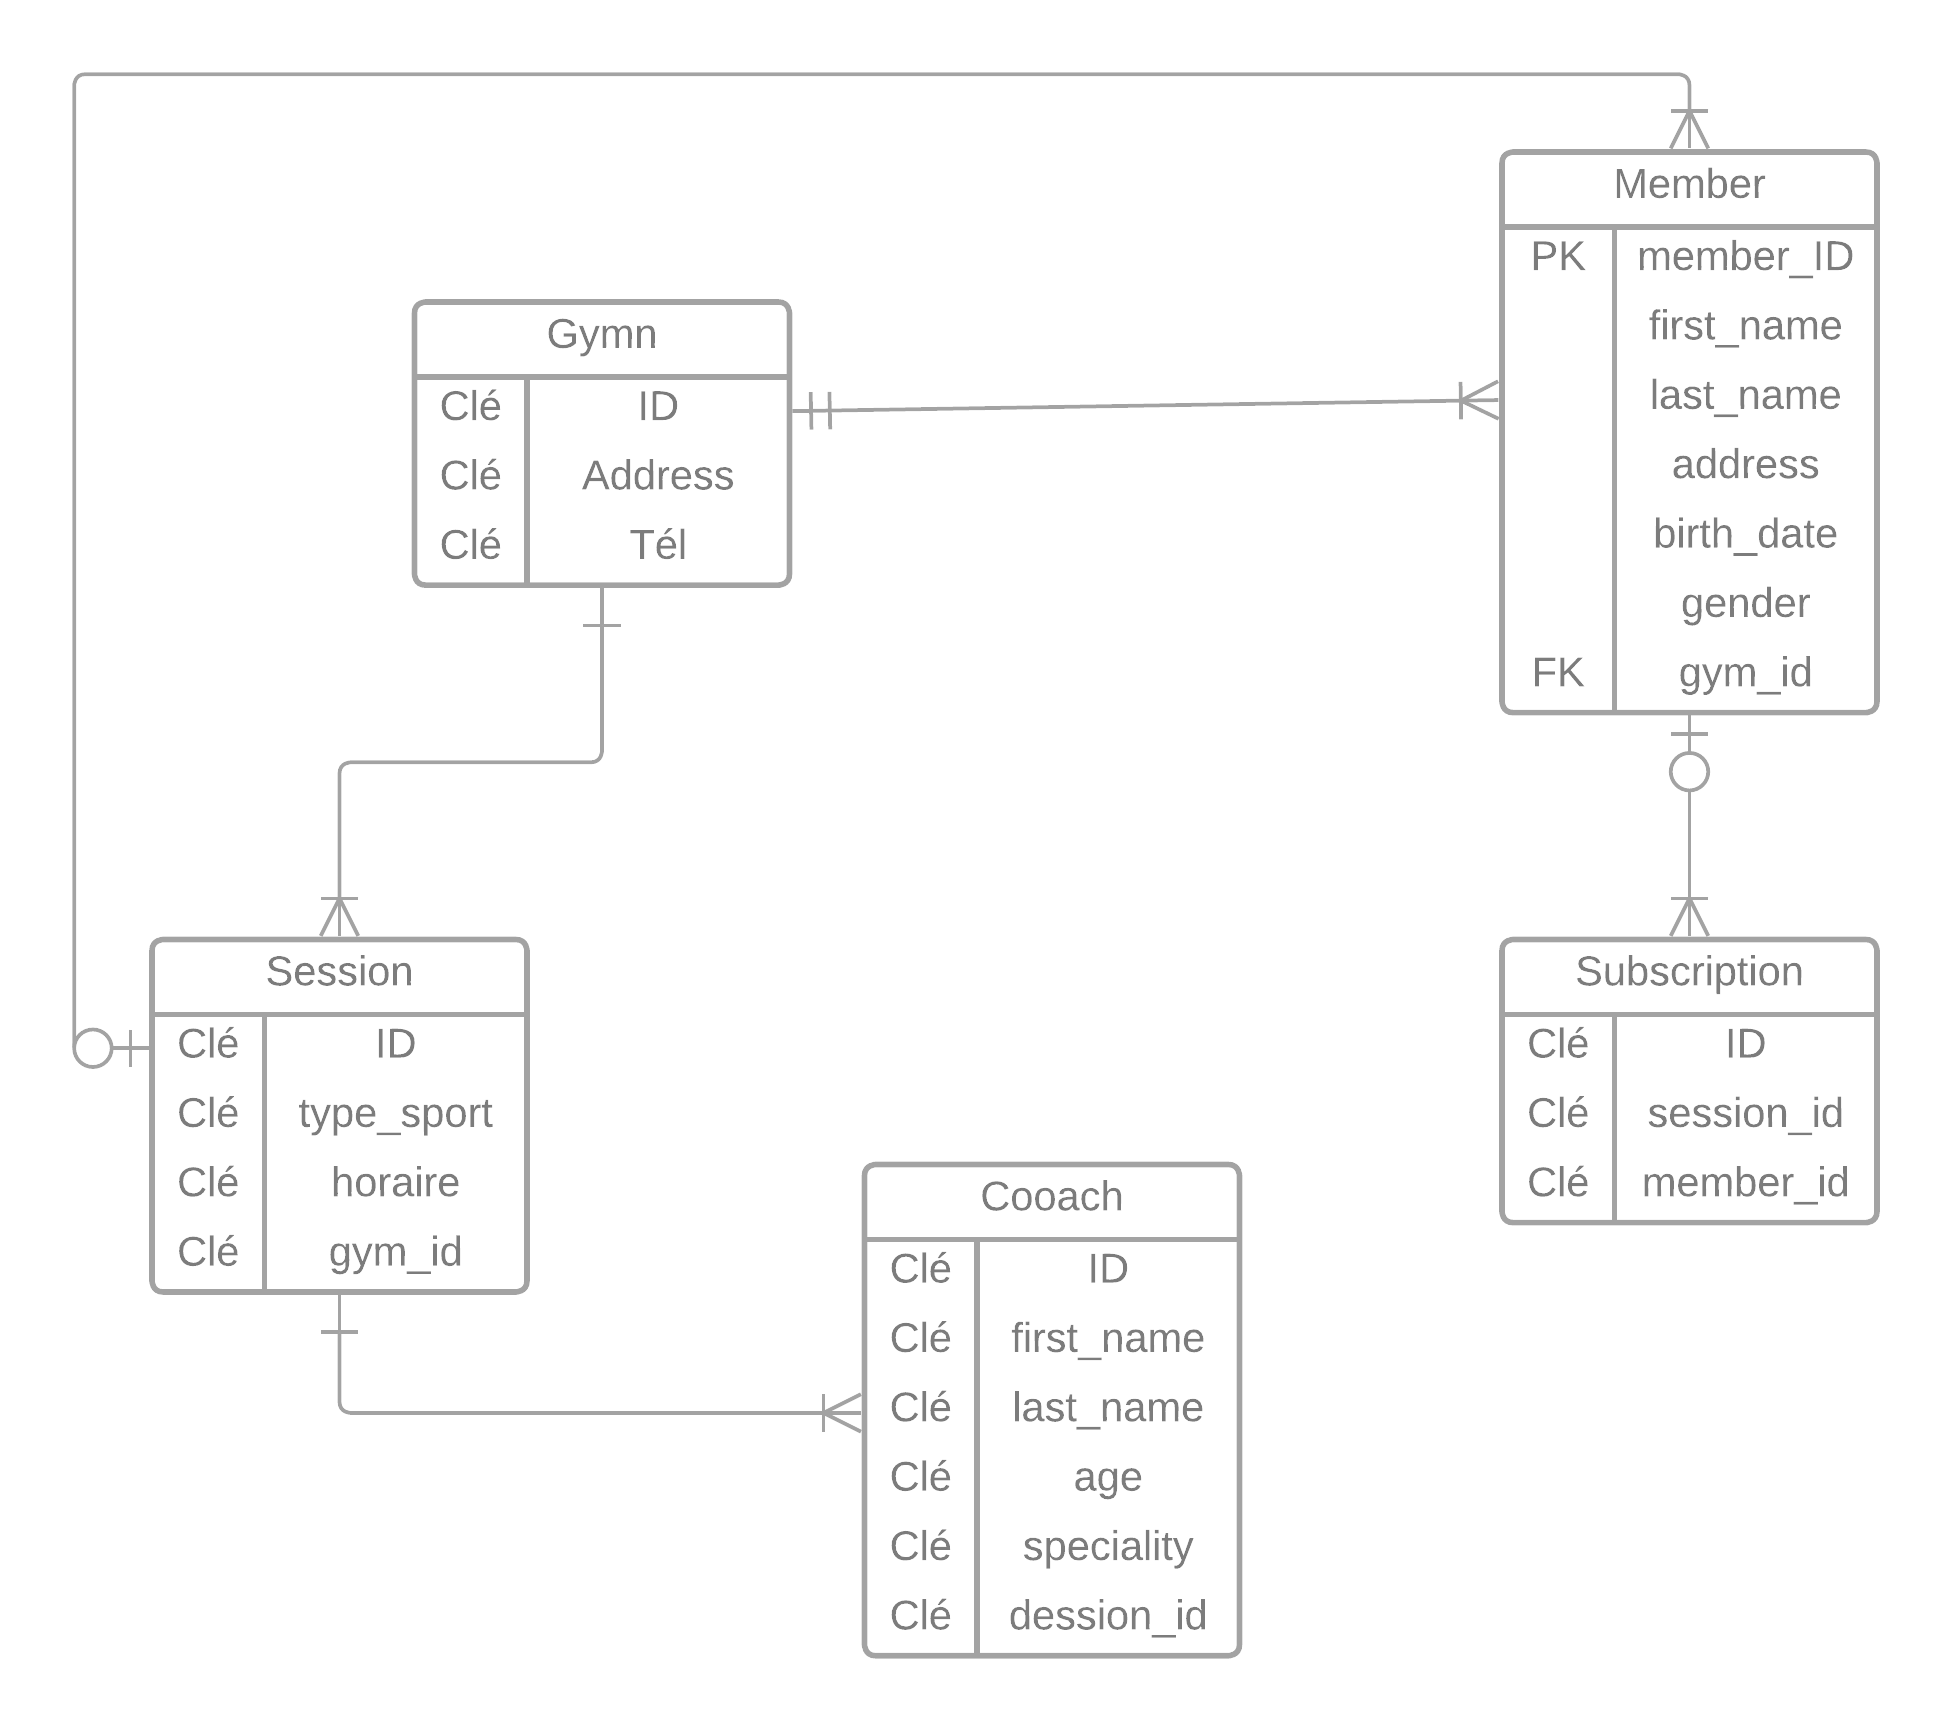 Member
PK member_ID
first_name
last_name
address
birth_date
gender
FK gym_id
Gymn
Clé ID
Clé Address
Clé Tél
Session
Clé ID
Clé type_sport
Clé horaire
Clé gym_id
Subscription
Clé ID
Clé session_id
Clé member_id
Cooach
Clé ID
Clé first_name
Clé last_name
Clé age
Clé speciality
Clé dession_id